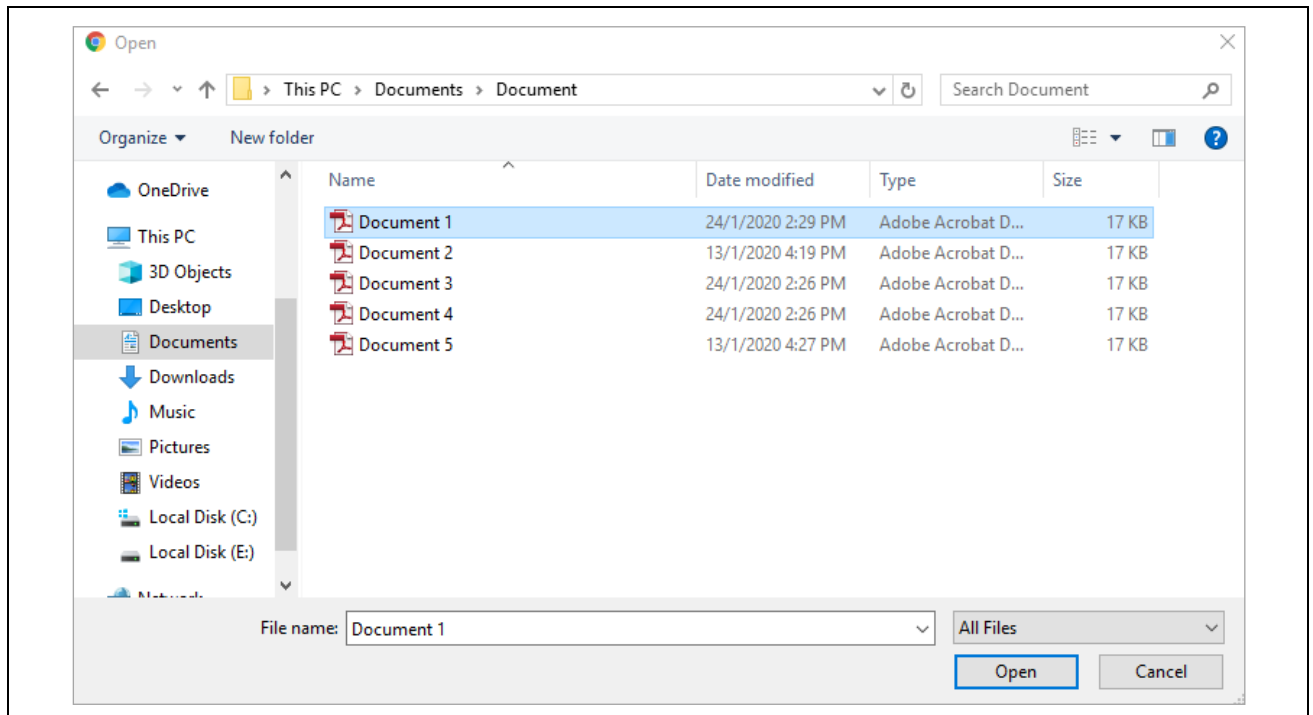 Open
This PC > Documents > Document
Search Document
Organize
New folder
Name
Date modified
Type
Size
OneDrive
This PC
3D Objects
Desktop
Documents
Downloads
Music
Pictures
Videos
Local Disk (C:)
Local Disk (E:)
Network
Document 1 24/1/2020 2:29 PM Adobe Acrobat D... 17 KB
Document 2 13/1/2020 4:19 PM Adobe Acrobat D... 17 KB
Document 3 24/1/2020 2:26 PM Adobe Acrobat D... 17 KB
Document 4 24/1/2020 2:26 PM Adobe Acrobat D... 17 KB
Document 5 13/1/2020 4:27 PM Adobe Acrobat D... 17 KB
File name: Document 1
All Files
Open
Cancel